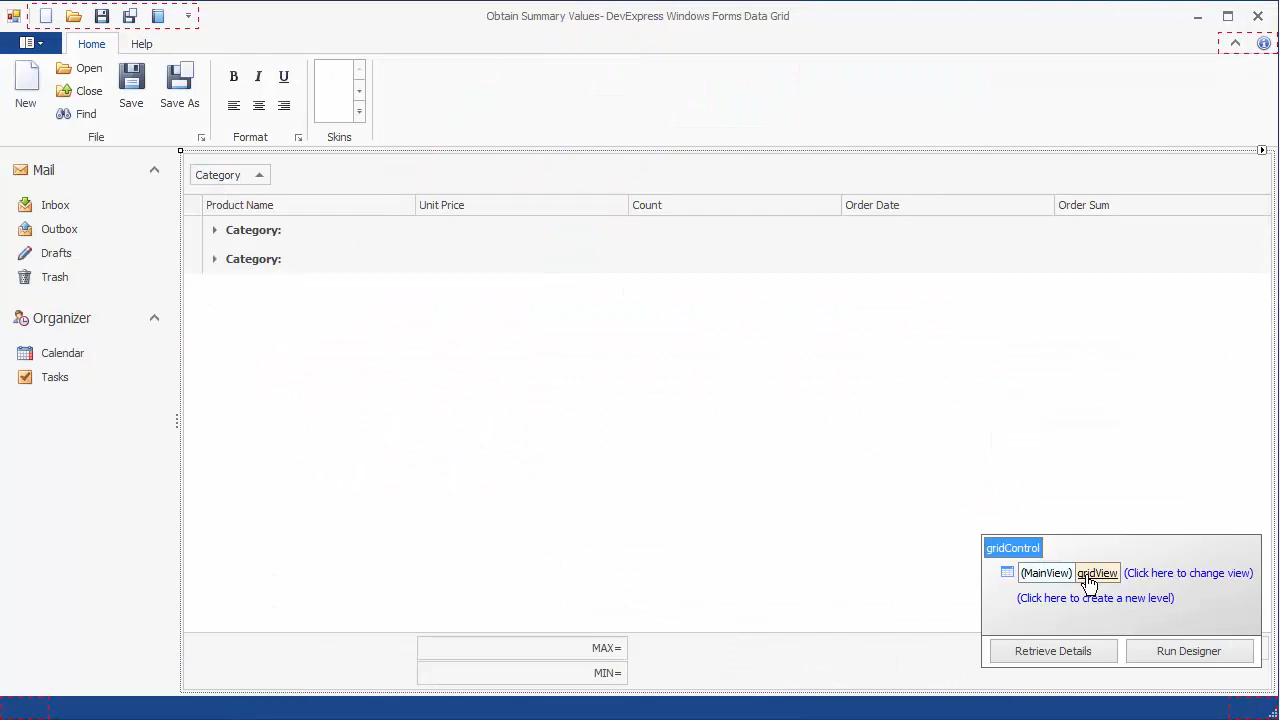 Obtain Summary Values- DevExpress Windows Forms Data Grid
Home Help
New
Open
Close
Find
Save
Save As
B I U
File
Format
Skins
Mail
Inbox
Outbox
Drafts
Trash
Organizer
Calendar
Tasks
Category
Product Name Unit Price Count Order Date Order Sum
Category:
Category:
MAX=
MIN=
gridControl
(MainView) gridView (Click here to change view)
(Click here to create a new level)
Retrieve Details Run Designer